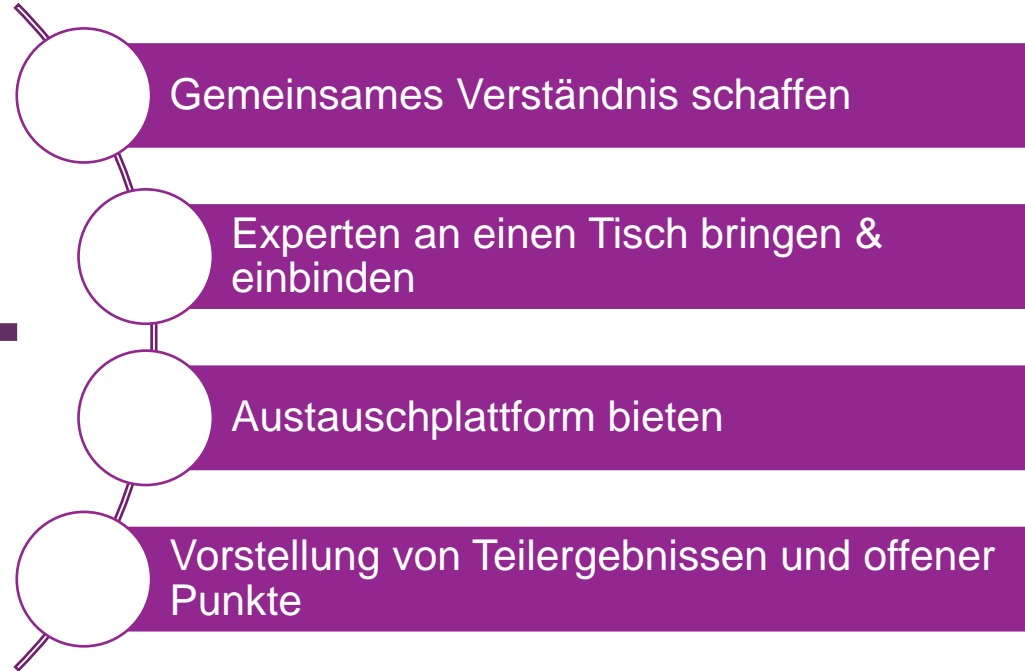 Gemeinsames Verständnis schaffen
Experten an einen Tisch bringen &
einbinden
Austauschplattform bieten
Vorstellung von Teilergebnissen und offener
Punkte